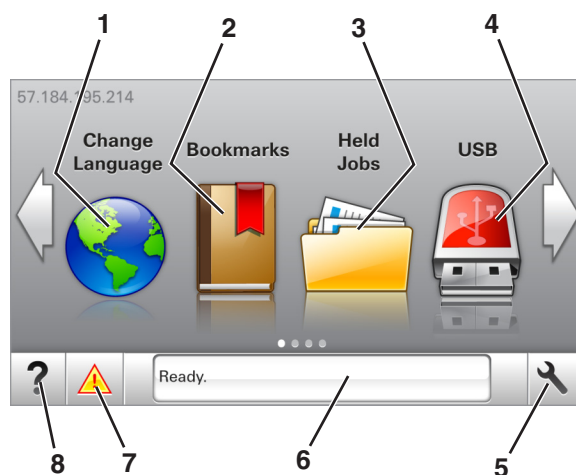 1 2 3 4
57.184.195.214
Change
Language
Bookmarks
Held
Jobs
USB
?
Ready.
8 7 6 5